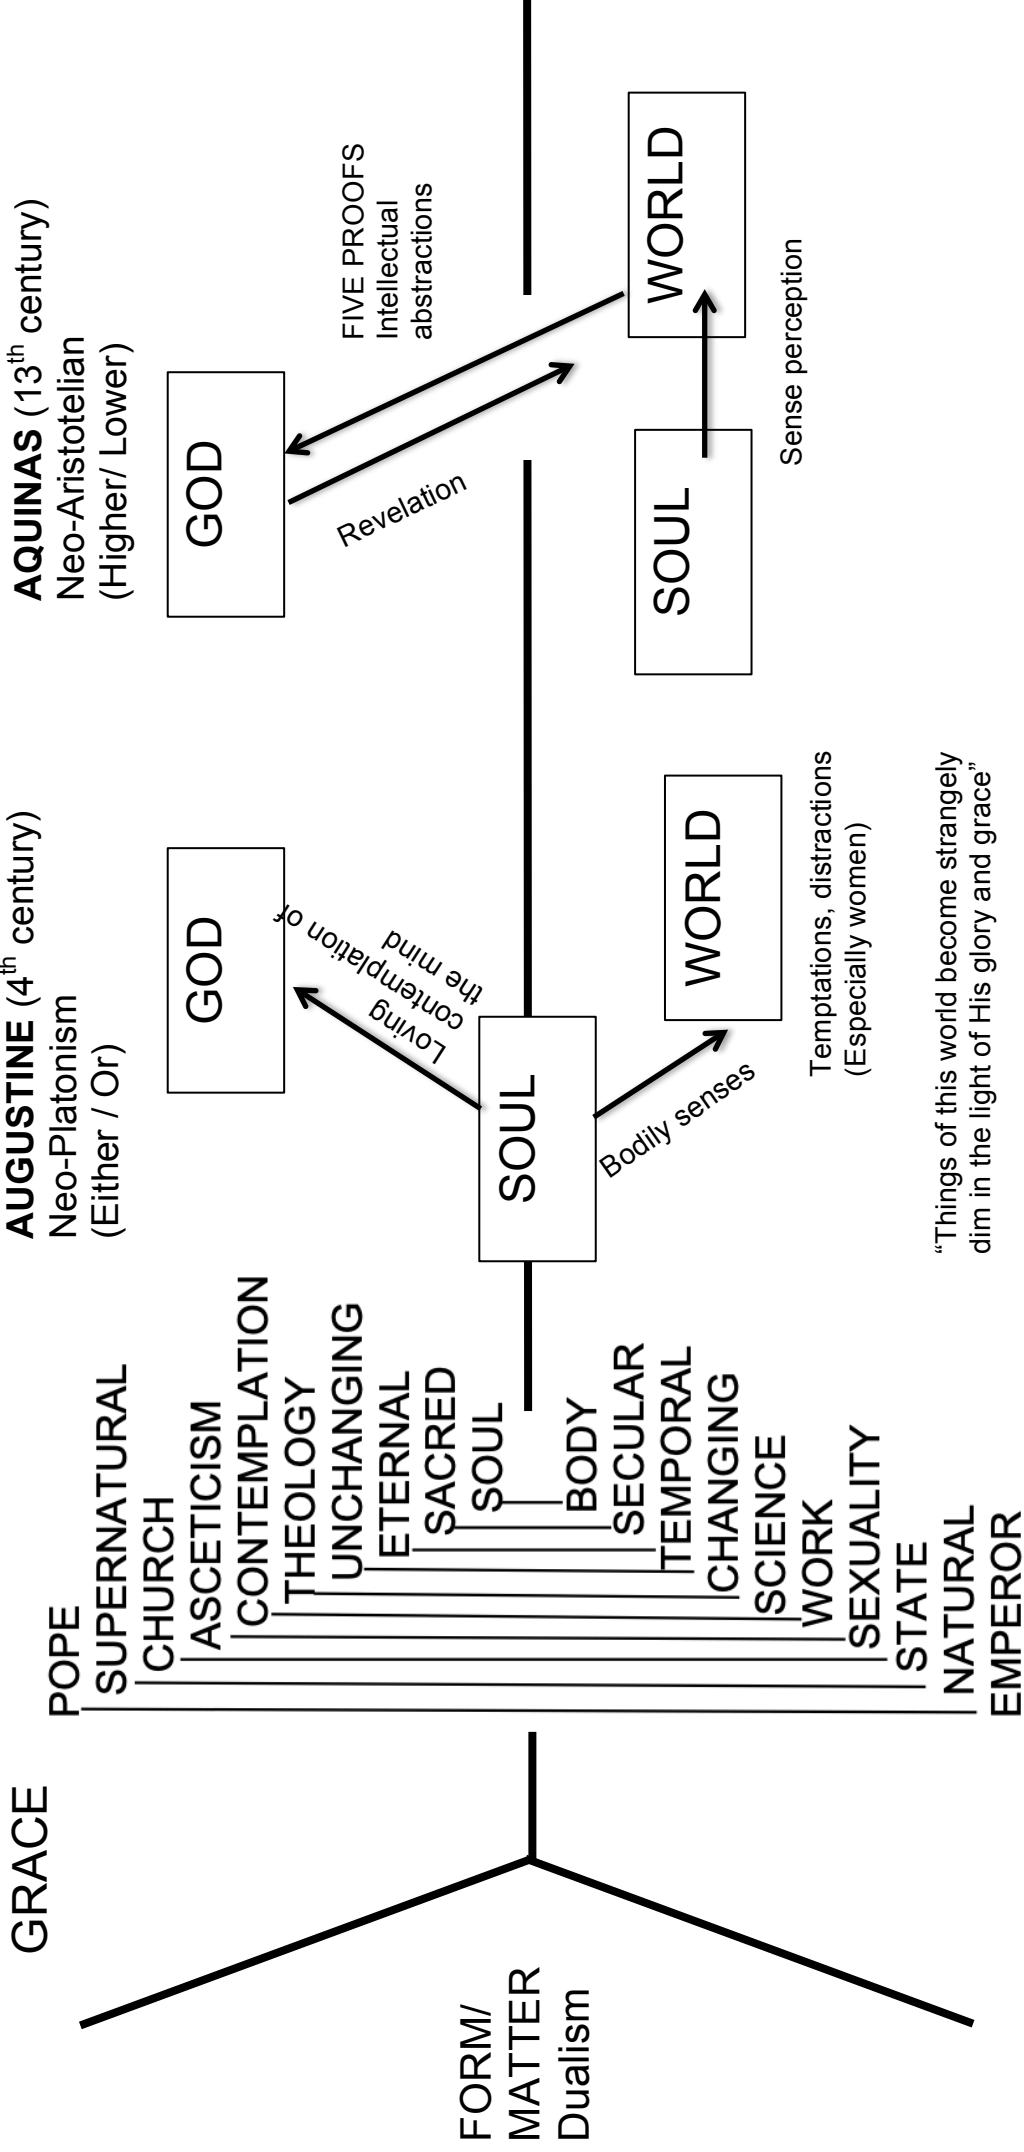 GRACE
FORM/
MATTER
Dualism
POPE
SUPERNATURAL
CHURCH
ASCETICISM
CONTEMPLATION
THEOLOGY
UNCHANGING
ETERNAL
SACRED
SOUL
BODY
SECULAR
TEMPORAL
CHANGING
SCIENCE
WORK
SEXUALITY
STATE
NATURAL
EMPEROR
AUGUSTINE (4th century)
Neo-Platonism
(Either / Or)
GOD
Loving
contemplation of
the mind
SOUL
Bodily senses
WORLD
Temptations, distractions
(Especially women)
“Things of this world become strangely
dim in the light of His glory and grace”
AQUINAS (13th century)
Neo-Aristotelian
(Higher/ Lower)
GOD
FIVE PROOFS
Intellectual
abstractions
Revelation
SOUL
WORLD
Sense perception